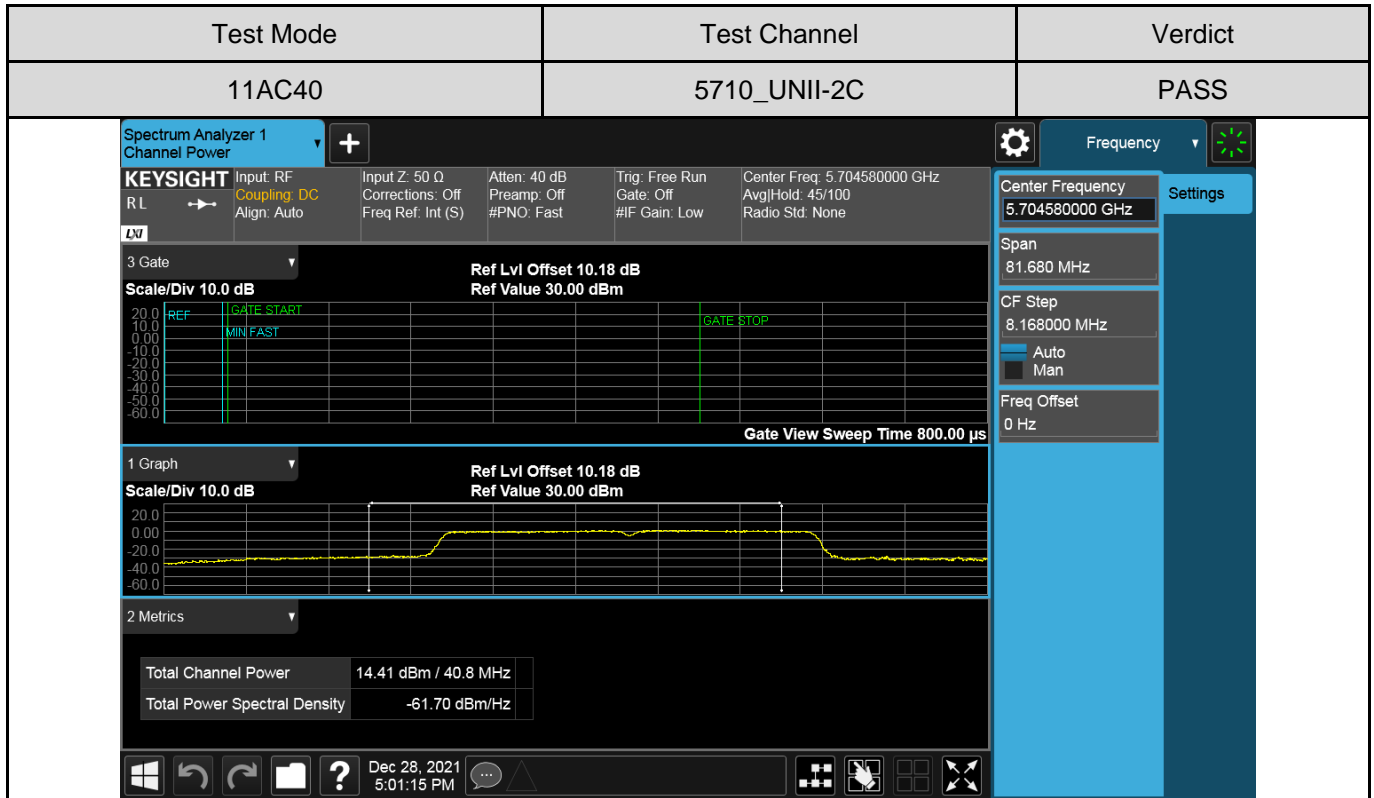 Test Mode Test Channel Verdict
11AC40 5710_UNII-2C PASS
Spectrum Analyzer 1
Channel Power
Frequency
KEYSIGHT Input: RF Input Z: 50 Ω Atten: 40 dB Trig: Free Run Center Freq: 5.704580000 GHz
RL Coupling: DC Corrections: Off Preamp: Off Gate: Off Avg|Hold: 45/100
Align: Auto Freq Ref: Int (S) #PNO: Fast #IF Gain: Low Radio Std: None
LXI
Center Frequency
5.704580000 GHz
Settings
Span
81.680 MHz
CF Step
8.168000 MHz
Auto
Man
Freq Offset
0 Hz
3 Gate
Ref Lvl Offset 10.18 dB
Scale/Div 10.0 dB Ref Value 30.00 dBm
20.0 REF GATE START
10.0 MIN FAST GATE STOP
0.00
-10.0
-20.0
-30.0
-40.0
-50.0
-60.0
Gate View Sweep Time 800.00 µs
1 Graph
Ref Lvl Offset 10.18 dB
Scale/Div 10.0 dB Ref Value 30.00 dBm
20.0
0.00
-20.0
-40.0
-60.0
2 Metrics
Total Channel Power 14.41 dBm / 40.8 MHz
Total Power Spectral Density -61.70 dBm/Hz
Dec 28, 2021
5:01:15 PM